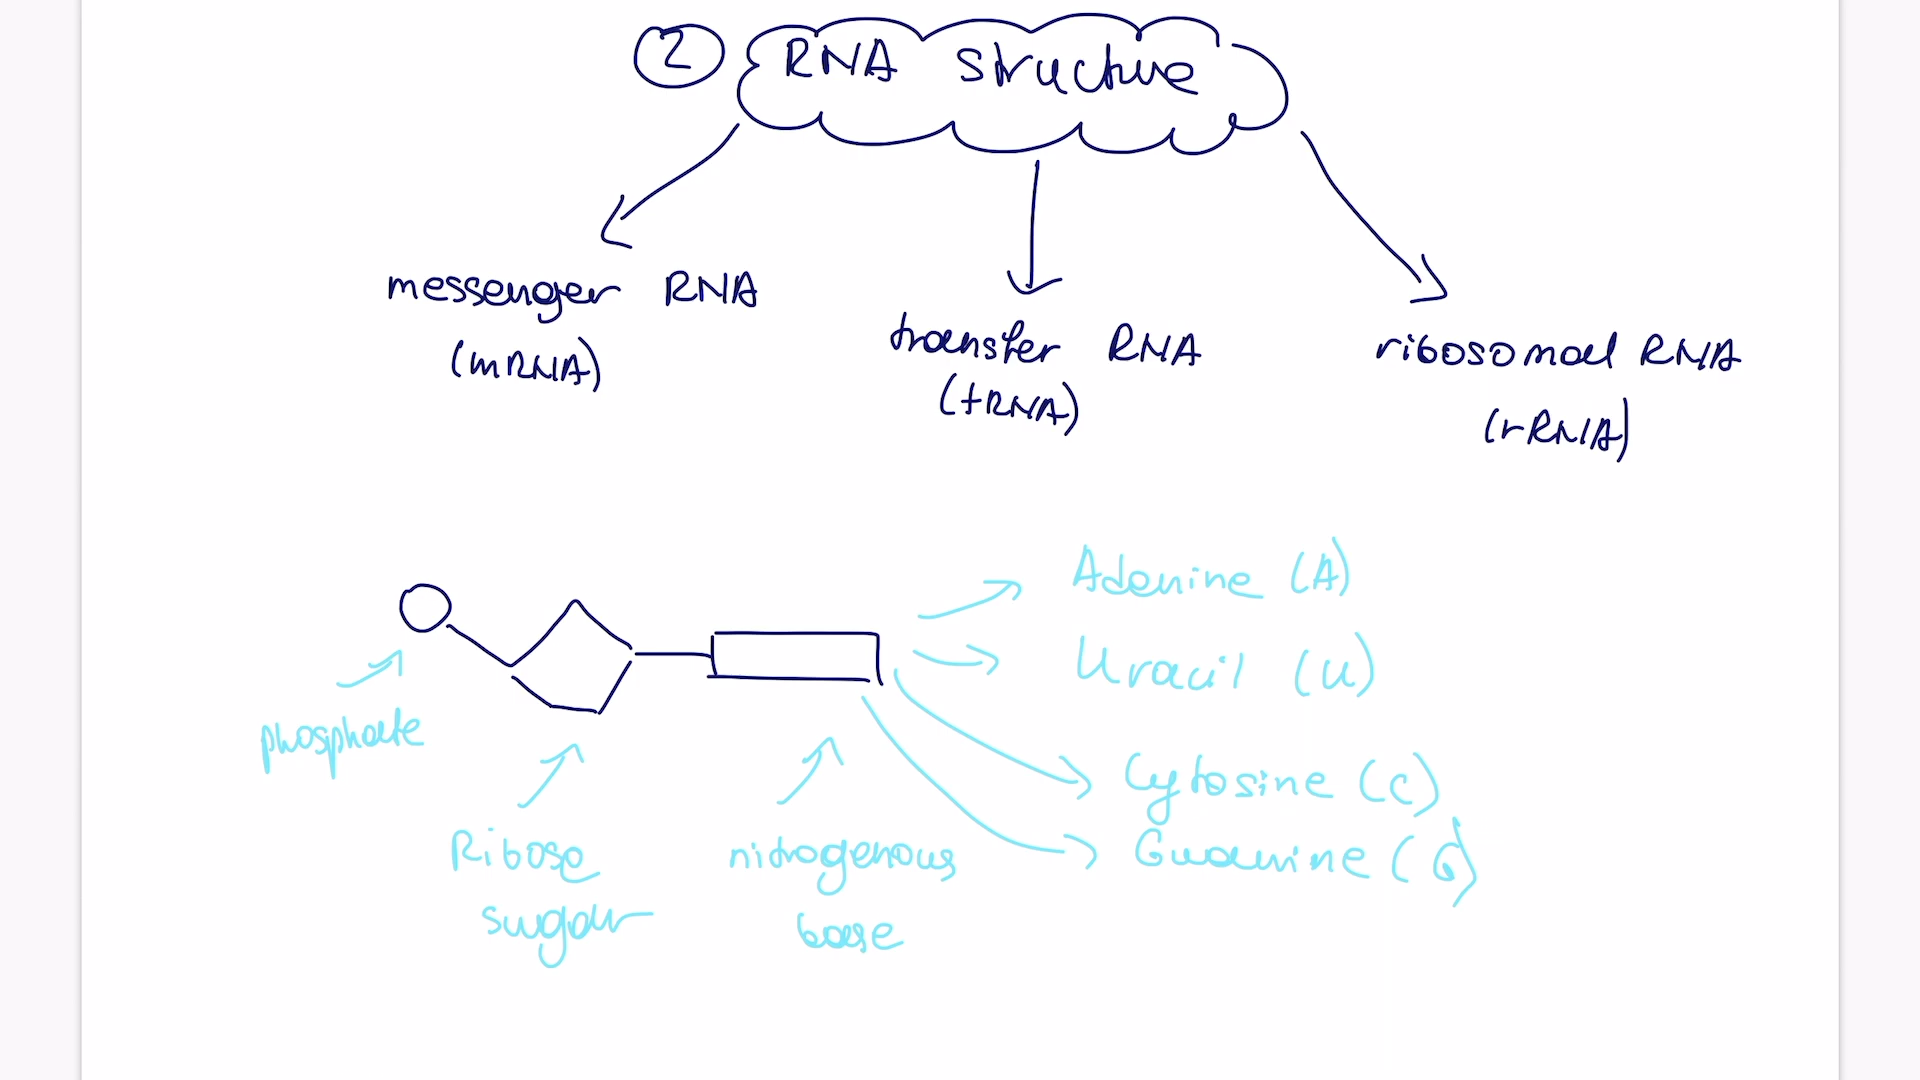 2 RNA structure
messenger RNA
(mRNA)
transfer RNA
(tRNA)
ribosomal RNA
(rRNA)
Adenine (A)
Uracil (U)
Cytosine (C)
Guanine (G)
phosphate
Ribose
sugar
nitrogenous
base